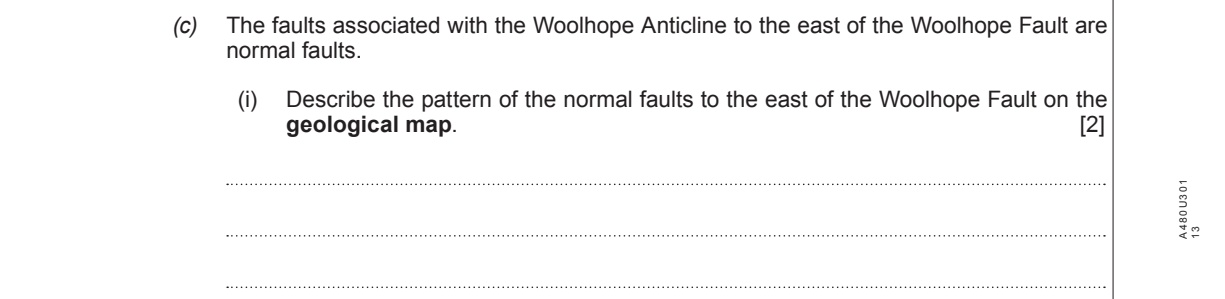 (c) The faults associated with the Woolhope Anticline to the east of the Woolhope Fault are
normal faults.
(i) Describe the pattern of the normal faults to the east of the Woolhope Fault on the
geological map. [2]
A480U301
13